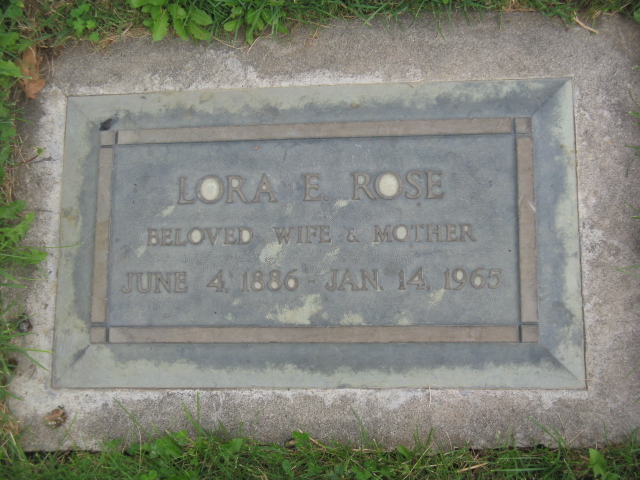 LORA E. ROSE
BELOVED WIFE & MOTHER
JUNE 4, 1886 - JAN. 14, 1965